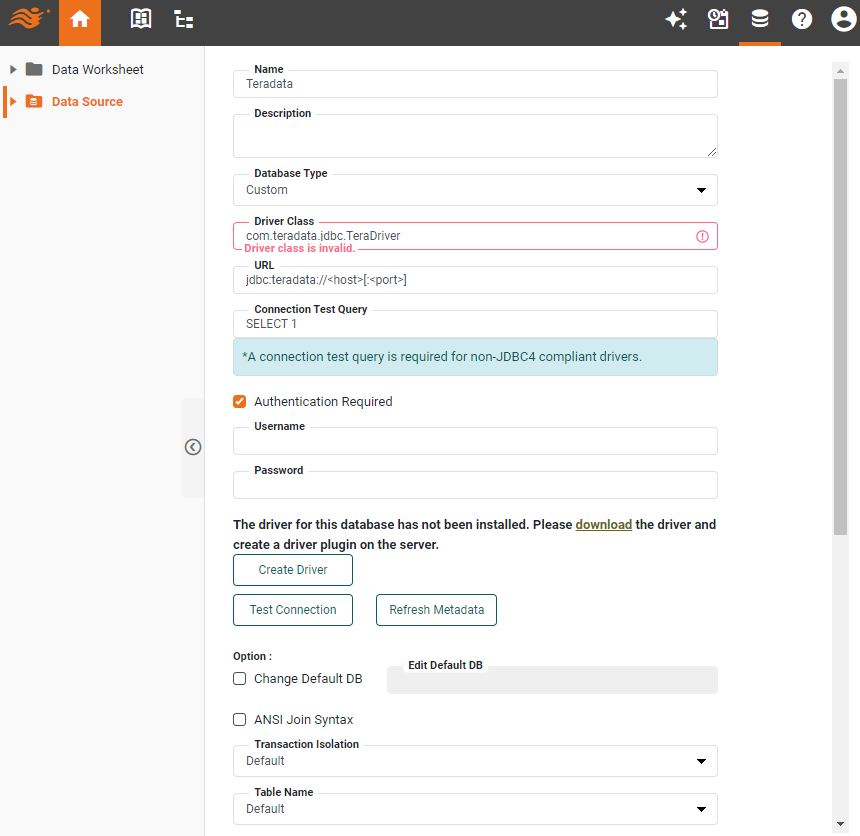 Data Worksheet
Data Source
Name
Teradata
Description
Database Type
Custom
Driver Class
com.teradata.jdbc.TeraDriver
Driver class is invalid.
URL
jdbc:teradata://<host>[:<port>]
Connection Test Query
SELECT 1
*A connection test query is required for non-JDBC4 compliant drivers.
Authentication Required
Username
Password
The driver for this database has not been installed. Please download the driver and
create a driver plugin on the server.
Create Driver
Test Connection Refresh Metadata
Option :
Edit Default DB
Change Default DB
ANSI Join Syntax
Transaction Isolation
Default
Table Name
Default